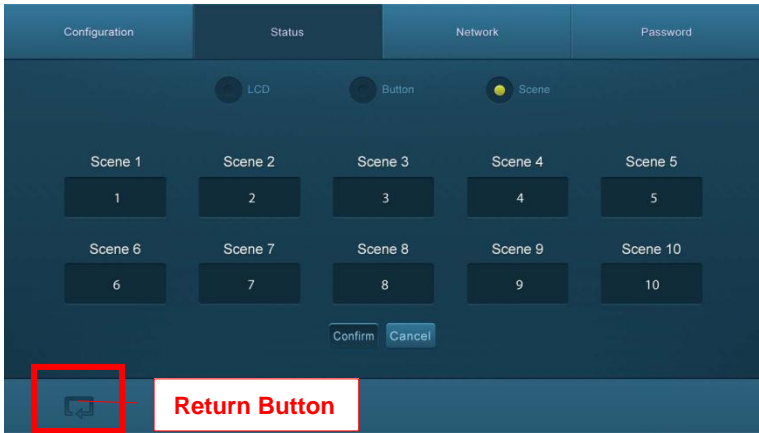 Configuration Status Network Password
LCD Button Scene
Scene 1 Scene 2 Scene 3 Scene 4 Scene 5
1 2 3 4 5
Scene 6 Scene 7 Scene 8 Scene 9 Scene 10
6 7 8 9 10
Confirm Cancel
Return Button